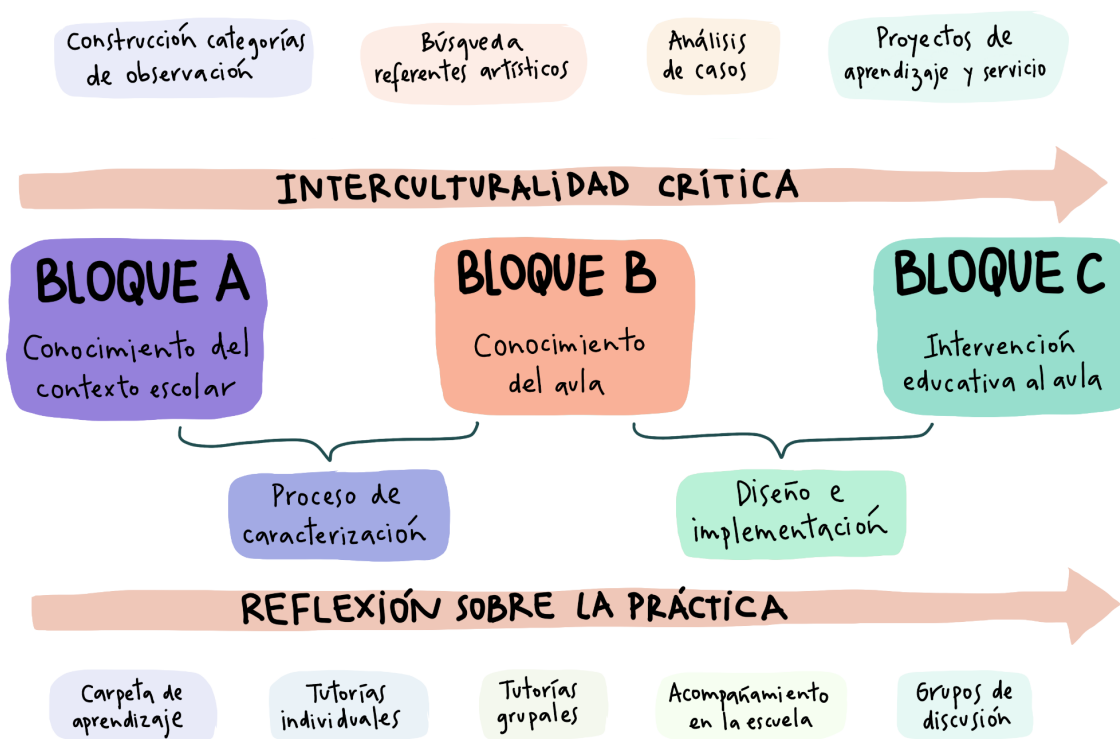 Construcción categorías
de observación
Búsqueda
referentes artísticos
Análisis
de casos
Proyectos de
aprendizaje y servicio
INTERCULTURALIDAD CRÍTICA
BLOQUE A
Conocimiento del
contexto escolar
BLOQUE B
Conocimiento
del aula
BLOQUE C
Intervención
educativa al aula
Proceso de
caracterización
Diseño e
implementación
REFLEXIÓN SOBRE LA PRÁCTICA
Carpeta de
aprendizaje
Tutorías
individuales
Tutorías
grupales
Acompañamiento
en la escuela
Grupos de
discusión